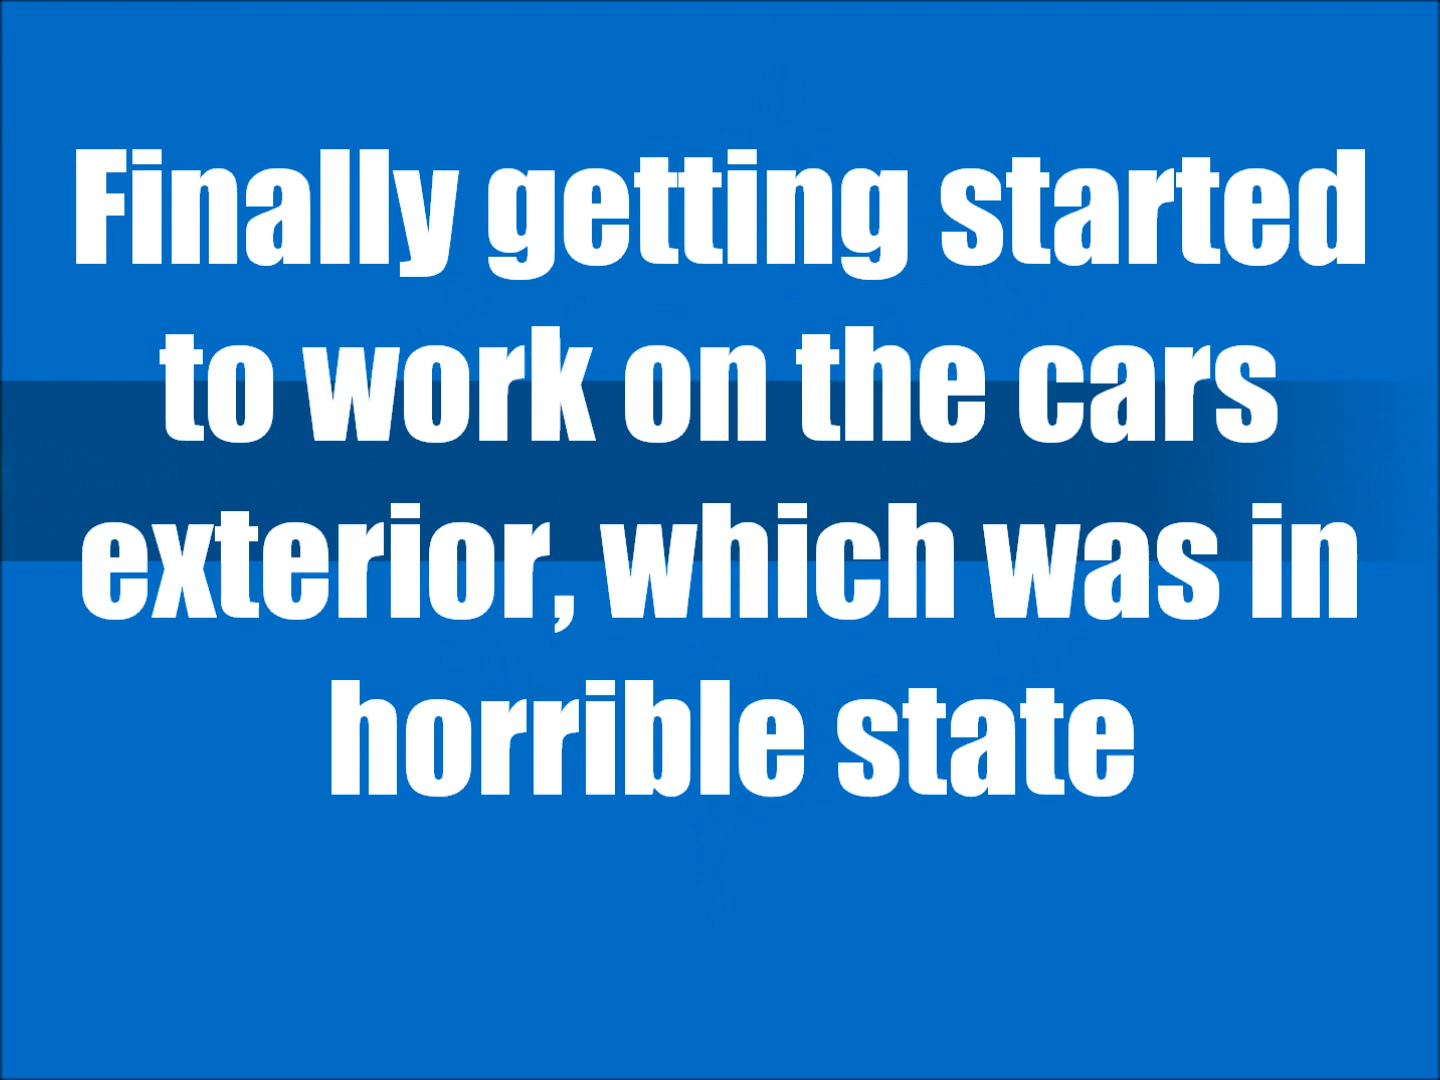 Finally getting started
to work on the cars
exterior, which was in
horrible state